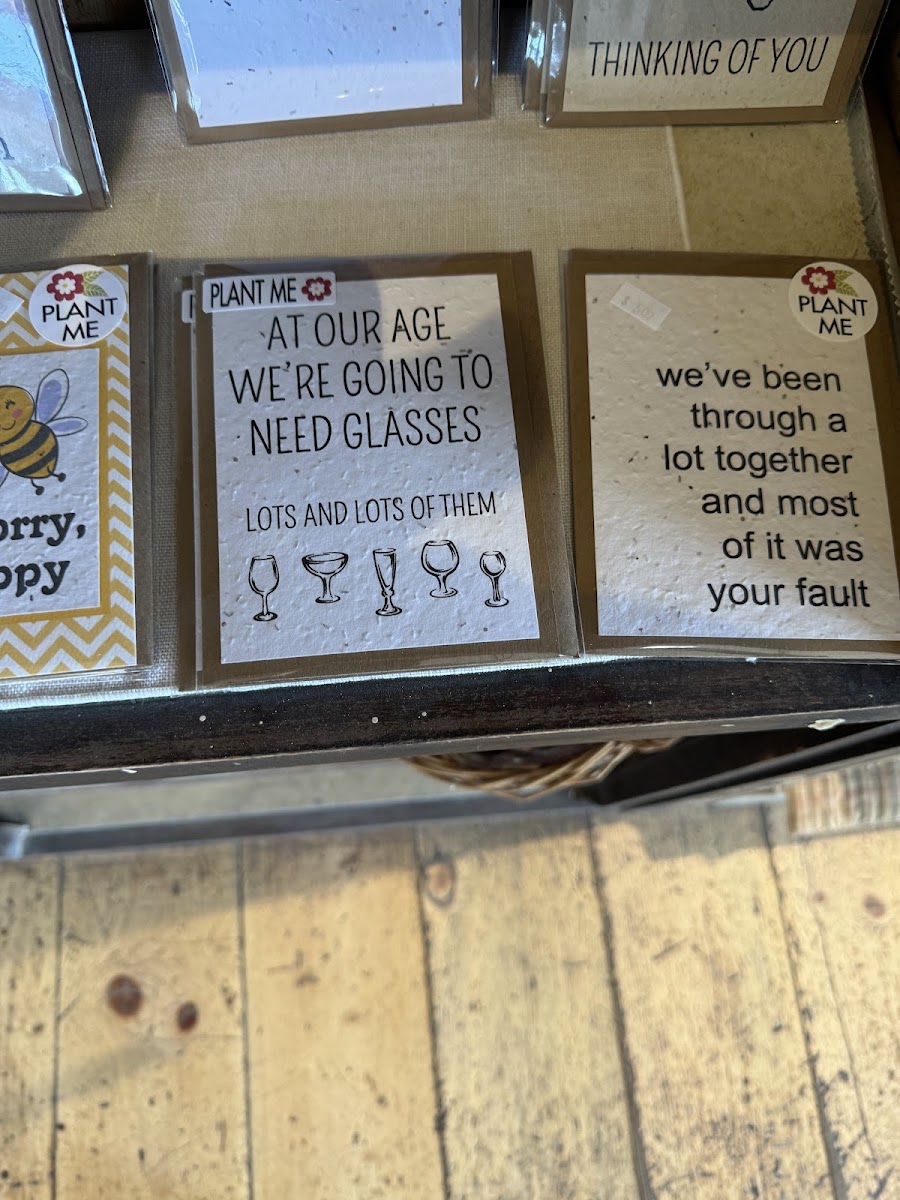 THINKING OF YOU
PLANT
ME
PLANT ME
AT OUR AGE
WE'RE GOING TO
NEED GLASSES
LOTS AND LOTS OF THEM
PLANT
ME
we've been
through a
lot together
and most
of it was
your fault
orry,
ppy